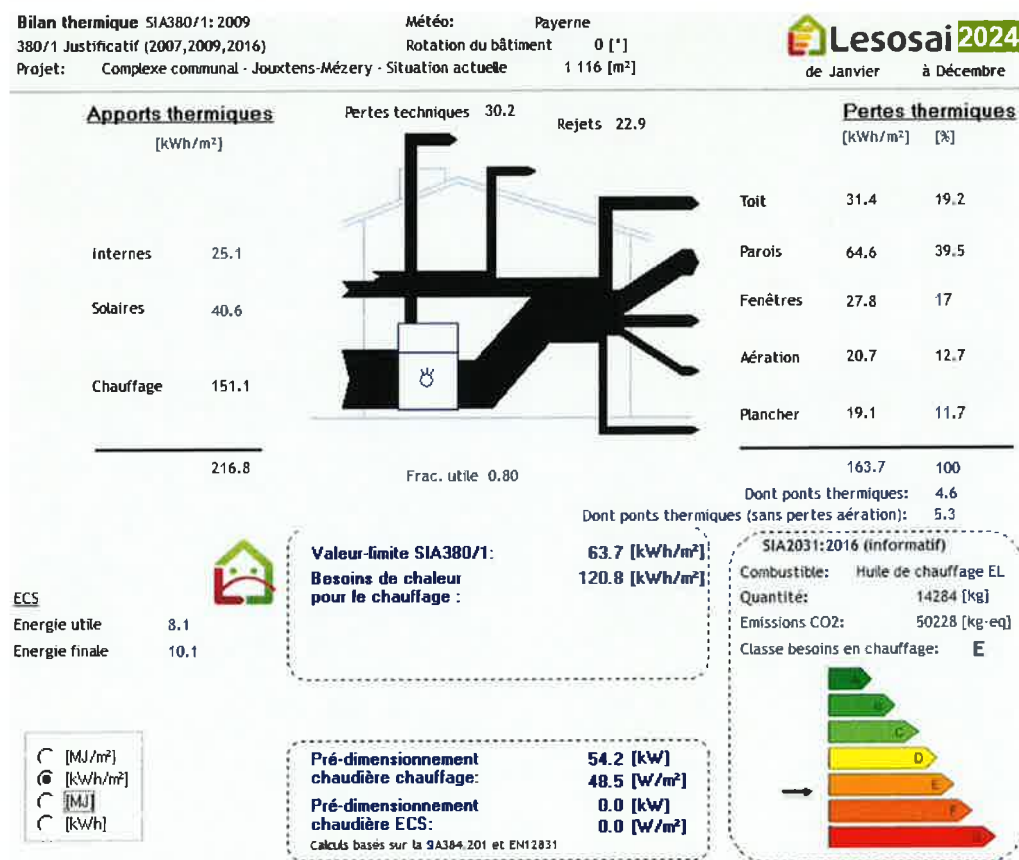 Bilan thermique SIA380/1: 2009
Météo: Payerne
380/1 Justificatif (2007,2009,2016)
Rotation du bâtiment 0 [°]
Projet: Complexe communal - Jouxtens-Mézery - Situation actuelle 1 116 [m²]
Lesosai 2024
de Janvier à Décembre
Apports thermiques
[kWh/m²]
Pertes techniques 30.2
Rejets 22.9
Pertes thermiques
[kWh/m²] [%]
Toit 31.4 19.2
Internes 25.1
Parois 64.6 39.5
Solaires 40.6
Fenêtres 27.8 17
Aération 20.7 12.7
Chauffage 151.1
Plancher 19.1 11.7
216.8
Frac. utile 0.80
163.7 100
Dont ponts thermiques: 4.6
Dont ponts thermiques (sans pertes aération): 5.3
Valeur-limite SIA380/1: 63.7 [kWh/m²]
Besoins de chaleur 120.8 [kWh/m²]
pour le chauffage :
SIA2031:2016 (informatif)
Combustible: Huile de chauffage EL
Quantité: 14284 [kg]
Emissions CO2: 50228 [kg-eq]
Classe besoins en chauffage: E
ECS
Energie utile 8.1
Energie finale 10.1
A
B
C
D
E
F
G
[MJ/m²]
[kWh/m²]
[MJ]
[kWh]
Pré-dimensionnement 54.2 [kW]
chaudière chauffage: 48.5 [W/m²]
Pré-dimensionnement 0.0 [kW]
chaudière ECS: 0.0 [W/m²]
Calculs basés sur la SIA384.201 et EN12831